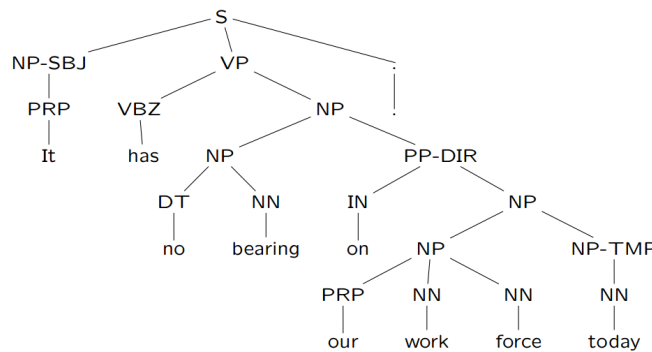 S
NP-SBJ VP .
PRP VBZ NP .
It has NP PP-DIR
DT NN IN NP
no bearing on NP NP-TMP
PRP NN NN NN
our work force today